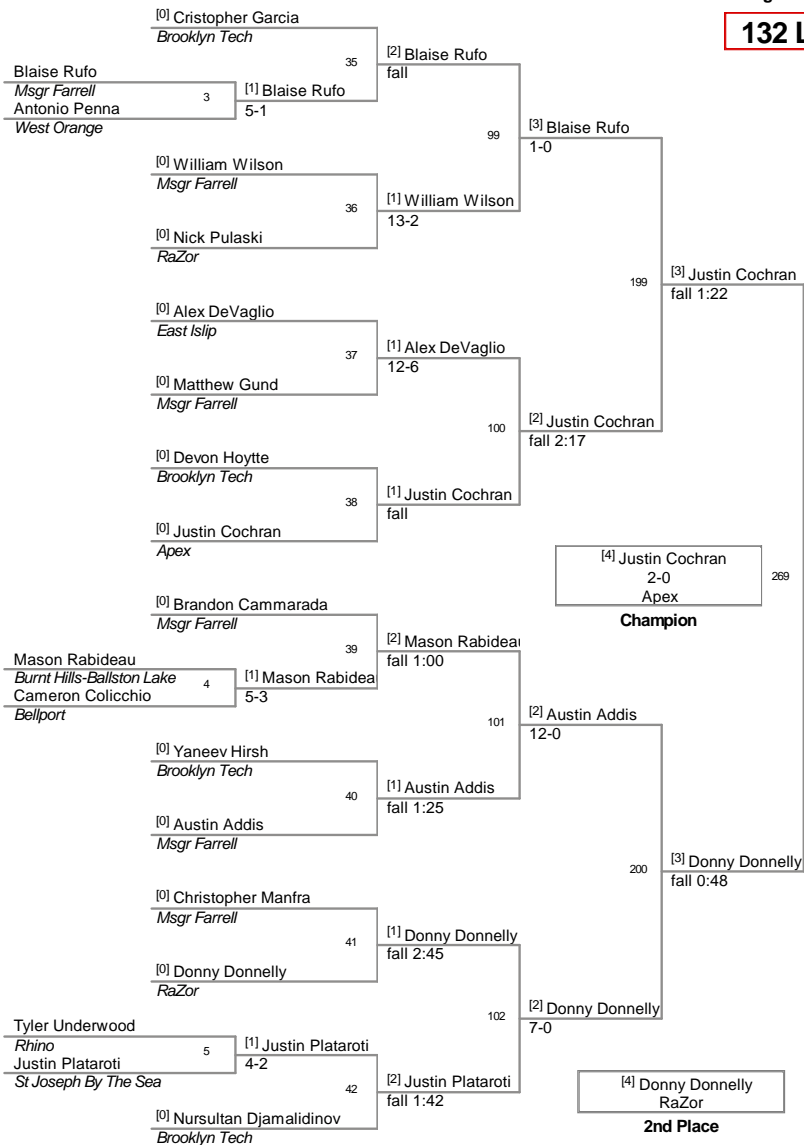 132 L
[0] Cristopher Garcia
Brooklyn Tech
35
[2] Blaise Rufo
fall
Blaise Rufo
Msgr Farrell
3
[1] Blaise Rufo
5-1
Antonio Penna
West Orange
99
[3] Blaise Rufo
1-0
[0] William Wilson
Msgr Farrell
36
[1] William Wilson
13-2
[0] Nick Pulaski
RaZor
199
[3] Justin Cochran
fall 1:22
[0] Alex DeVaglio
East Islip
37
[1] Alex DeVaglio
12-6
[0] Matthew Gund
Msgr Farrell
100
[2] Justin Cochran
fall 2:17
[0] Devon Hoytte
Brooklyn Tech
38
[1] Justin Cochran
fall
[0] Justin Cochran
Apex
[4] Justin Cochran
2-0
Apex
Champion
269
[0] Brandon Cammarada
Msgr Farrell
39
[2] Mason Rabideau
fall 1:00
Mason Rabideau
Burnt Hills-Ballston Lake
4
[1] Mason Rabidea
5-3
Cameron Colicchio
Bellport
101
[2] Austin Addis
12-0
[0] Yaneev Hirsh
Brooklyn Tech
40
[1] Austin Addis
fall 1:25
[0] Austin Addis
Msgr Farrell
200
[3] Donny Donnelly
fall 0:48
[0] Christopher Manfra
Msgr Farrell
41
[1] Donny Donnelly
fall 2:45
[0] Donny Donnelly
RaZor
102
[2] Donny Donnelly
7-0
Tyler Underwood
Rhino
5
[1] Justin Plataroti
4-2
Justin Plataroti
St Joseph By The Sea
42
[2] Justin Plataroti
fall 1:42
[0] Nursultan Djamalidinov
Brooklyn Tech
[4] Donny Donnelly
RaZor
2nd Place